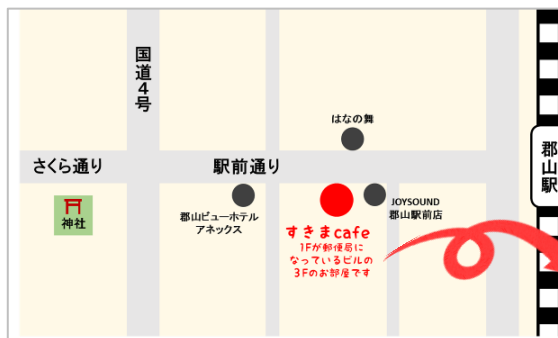 国道4号
はなの舞
さくら通り
駅前通り
郡山駅
神社
郡山ビューホテル
アネックス
JOYSOUND
郡山駅前店
すきまcafe
1Fが郵便局に
なっているビルの
3Fのお部屋です